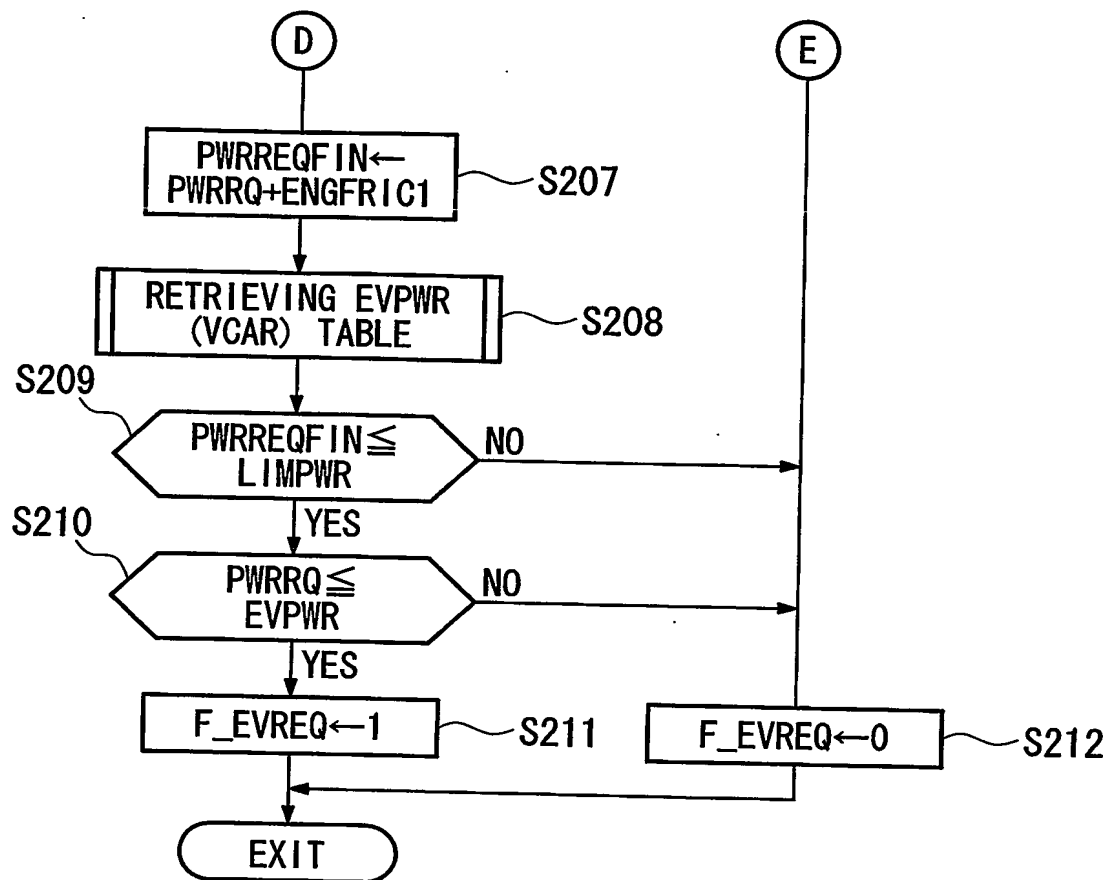 D
E
PWRREQFIN←
PWRRQ+ENGFRIC1
S207
RETRIEVING EVPWR
(VCAR) TABLE
S208
S209
PWRREQFIN≦
LIMPWR
NO
YES
S210
PWRRQ≦
EVPWR
NO
YES
F_EVREQ←1
S211
F_EVREQ←0
S212
EXIT